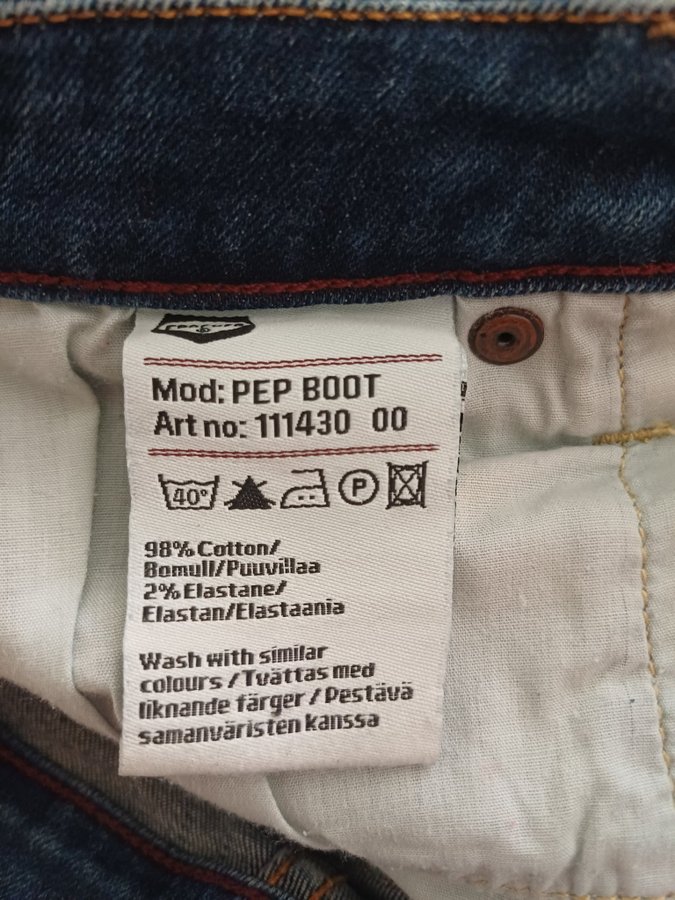 Mod: PEP BOOT
Art no: 111430 00
40°
P
98% Cotton/
Bomull/Puuvillaa
2% Elastane/
Elastan/Elastaania
Wash with similar
colours / Tvättas med
liknande färger / Pestävä
samanväristen kanssa